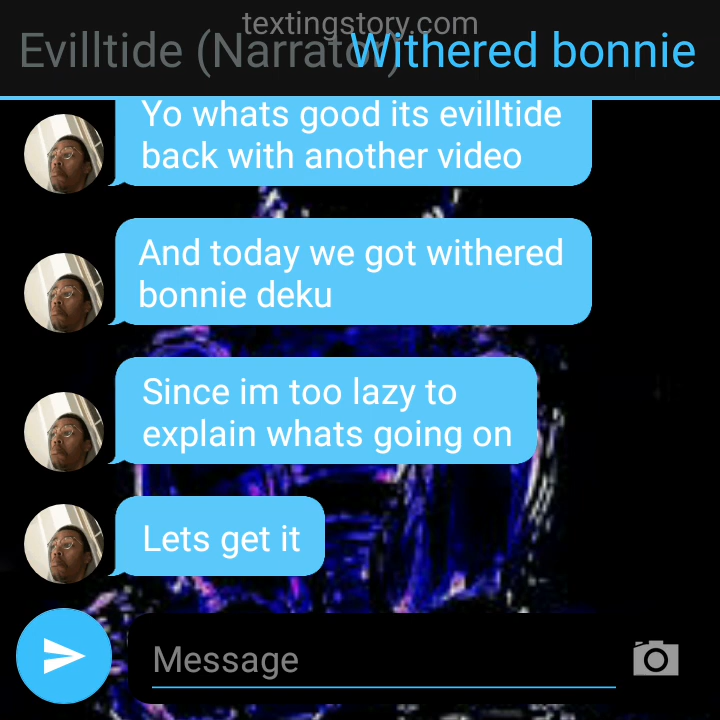 textingstory.com
Evilltide (Narrator)
Withered bonnie
Yo whats good its evilltide
back with another video
And today we got withered
bonnie deku
Since im too lazy to
explain whats going on
Lets get it
Message